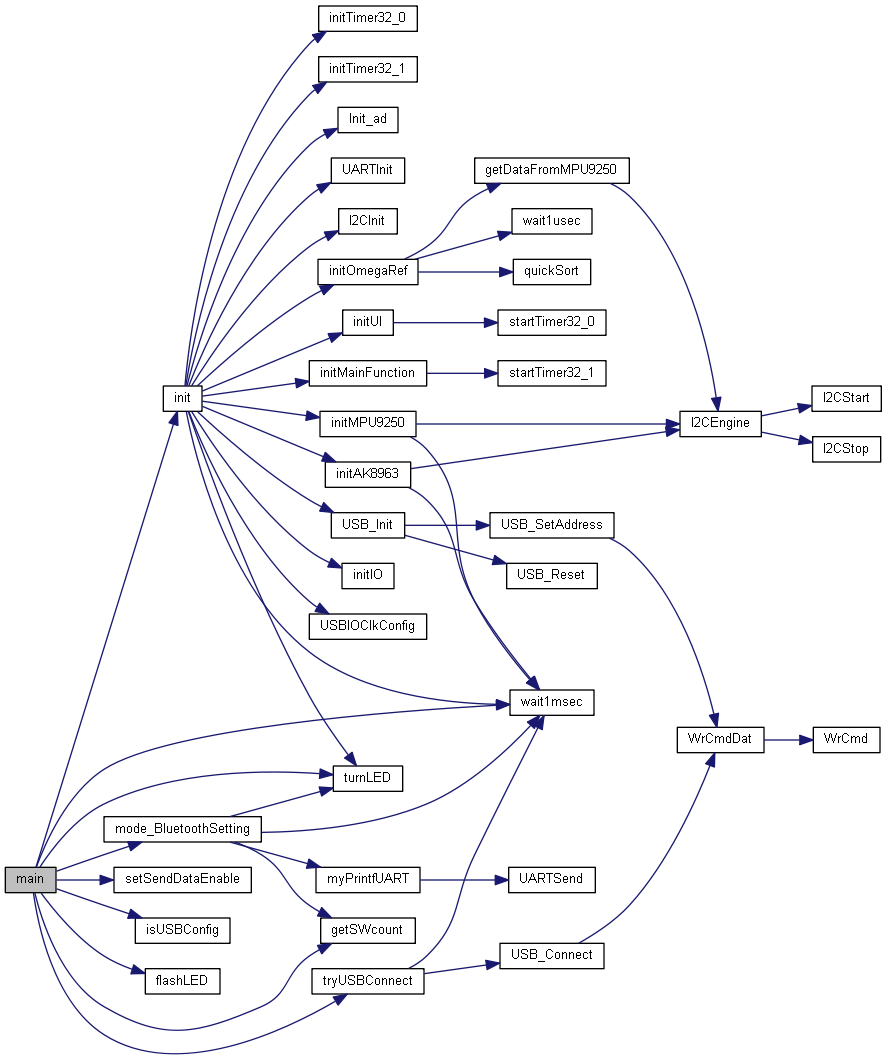 initTimer32_0
initTimer32_1
Init_ad
UARTInit
getDataFromMPU9250
I2CInit
wait1usec
initOmegaRef
quickSort
initUI
startTimer32_0
initMainFunction
startTimer32_1
init
I2CStart
initMPU9250
I2CEngine
I2CStop
initAK8963
USB_Init
USB_SetAddress
initIO
USB_Reset
USBIOClkConfig
wait1msec
WrCmdDat
WrCmd
turnLED
mode_BluetoothSetting
main
setSendDataEnable
myPrintfUART
UARTSend
isUSBConfig
getSWcount
USB_Connect
flashLED
tryUSBConnect